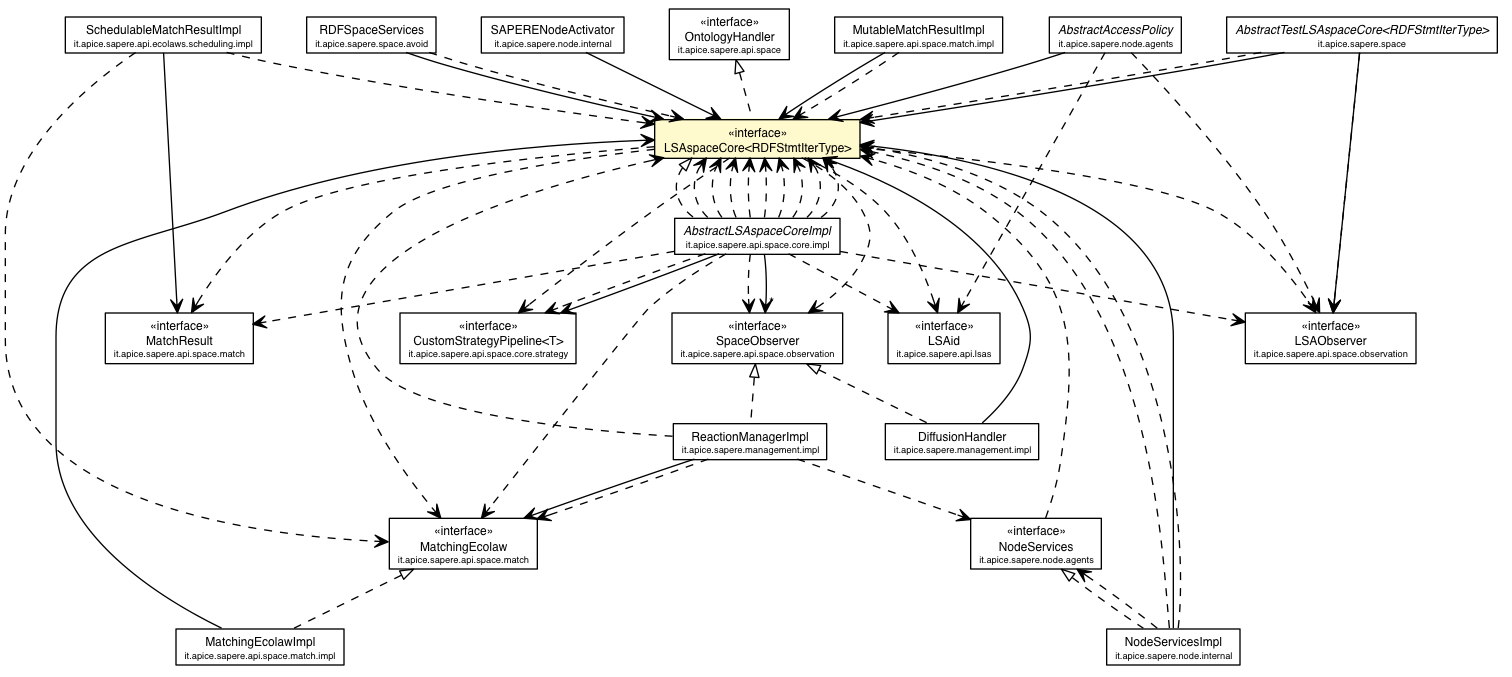 SchedulableMatchResultImpl
it.apice.sapere.api.ecolaws.scheduling.impl
RDFSpaceServices
it.apice.sapere.space.avoid
SAPERENodeActivator
it.apice.sapere.node.internal
«interface»
OntologyHandler
it.apice.sapere.api.space
MutableMatchResultImpl
it.apice.sapere.api.space.match.impl
AbstractAccessPolicy
it.apice.sapere.node.agents
AbstractTestLSAspaceCore<RDFStmtIterType>
it.apice.sapere.space
«interface»
LSAspaceCore<RDFStmtIterType>
AbstractLSAspaceCoreImpl
it.apice.sapere.api.space.core.impl
«interface»
MatchResult
it.apice.sapere.api.space.match
«interface»
CustomStrategyPipeline<T>
it.apice.sapere.api.space.core.strategy
«interface»
SpaceObserver
it.apice.sapere.api.space.observation
«interface»
LSAid
it.apice.sapere.api.lsas
«interface»
LSAObserver
it.apice.sapere.api.space.observation
ReactionManagerImpl
it.apice.sapere.management.impl
DiffusionHandler
it.apice.sapere.management.impl
«interface»
MatchingEcolaw
it.apice.sapere.api.space.match
«interface»
NodeServices
it.apice.sapere.node.agents
MatchingEcolawImpl
it.apice.sapere.api.space.match.impl
NodeServicesImpl
it.apice.sapere.node.internal